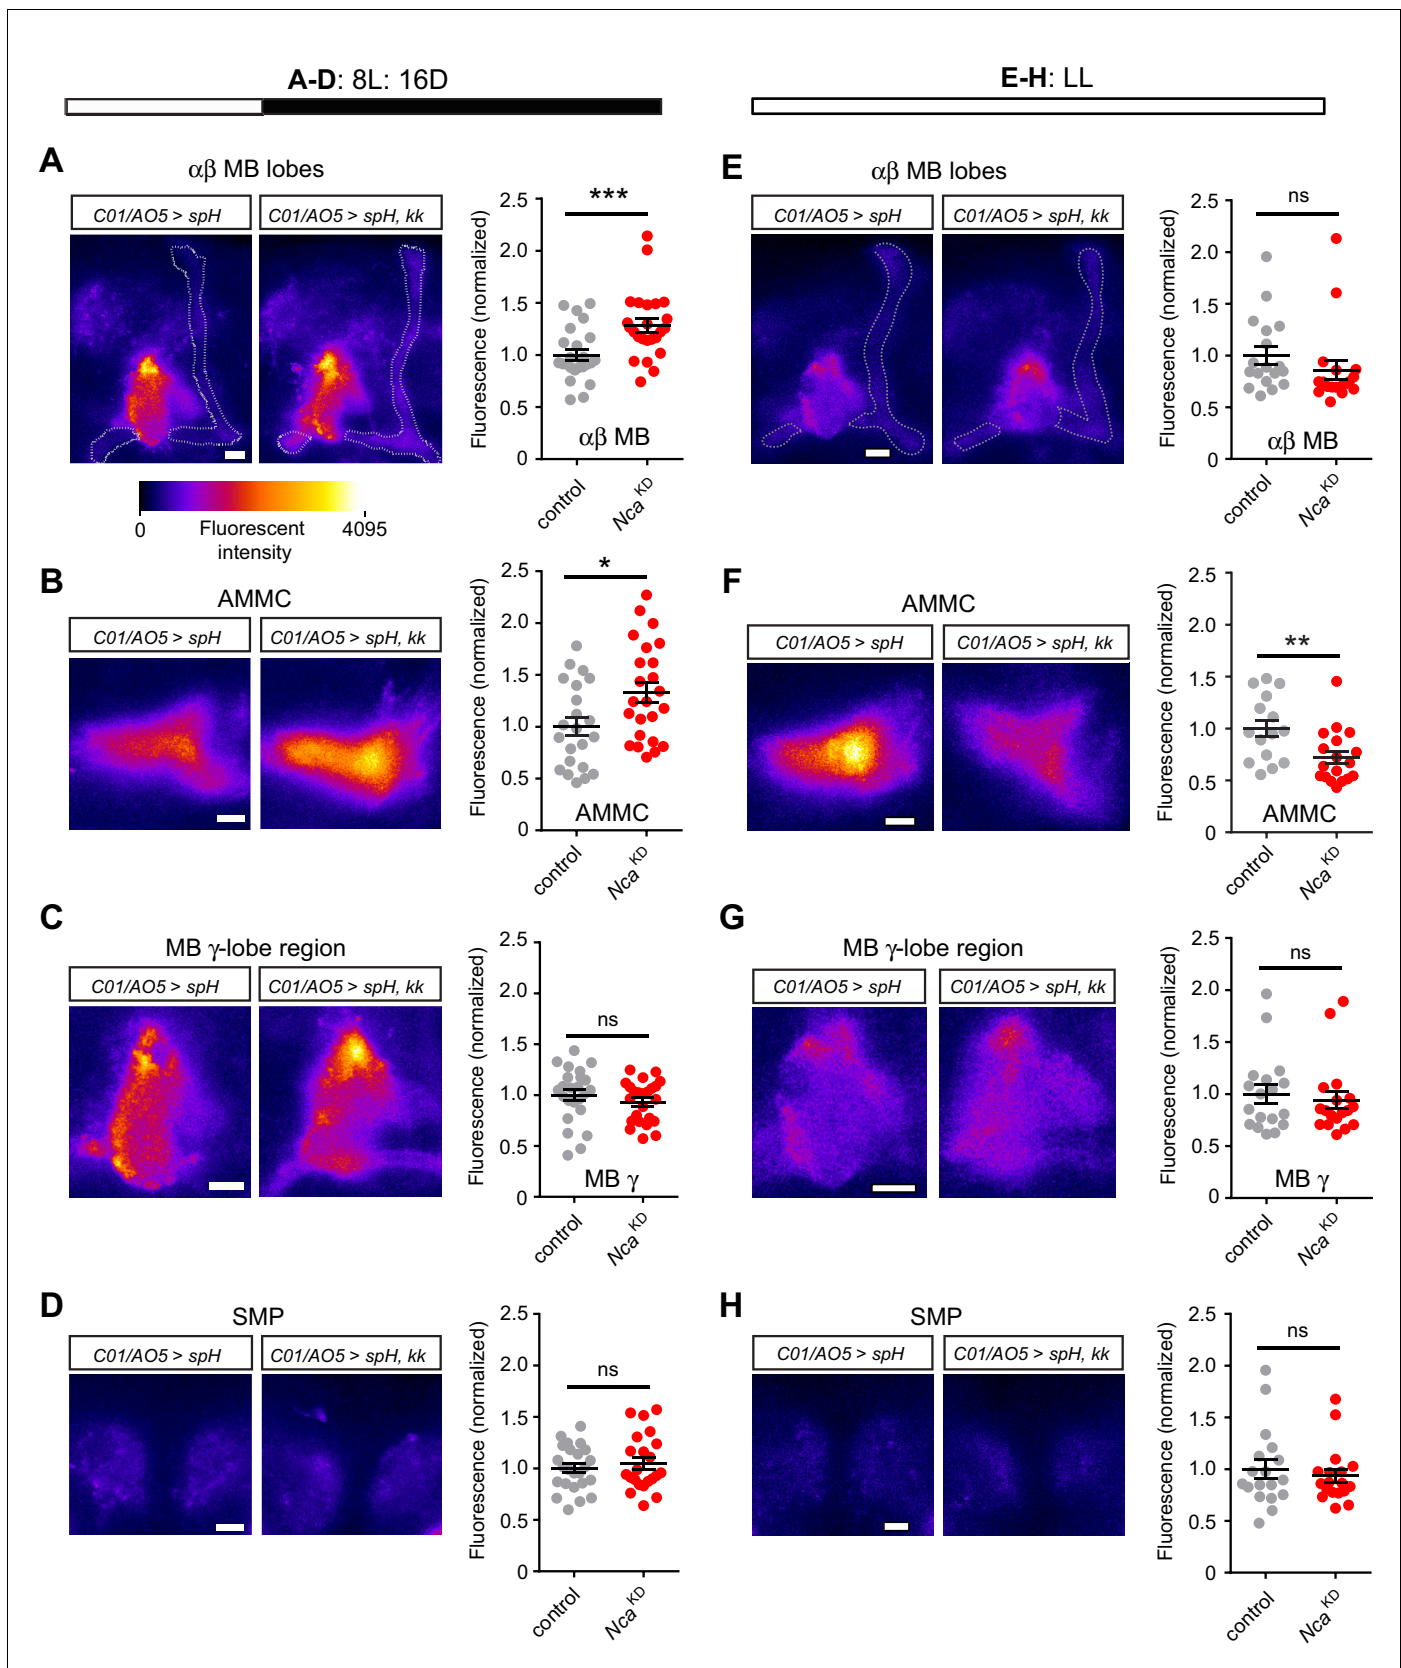 A-D: 8L: 16D
E-H: LL
A
αβ MB lobes
C01/AO5 > spH
C01/AO5 > spH, kk
Fluorescence (normalized)
2.5
2.0
1.5
1.0
0.5
0
***
αβ MB
control
Nca KD
0
Fluorescent intensity
4095
B
AMMC
C01/AO5 > spH
C01/AO5 > spH, kk
Fluorescence (normalized)
2.5
2.0
1.5
1.0
0.5
0
*
AMMC
control
Nca KD
C
MB γ-lobe region
C01/AO5 > spH
C01/AO5 > spH, kk
Fluorescence (normalized)
2.5
2.0
1.5
1.0
0.5
0
ns
MB γ
control
Nca KD
D
SMP
C01/AO5 > spH
C01/AO5 > spH, kk
Fluorescence (normalized)
2.5
2.0
1.5
1.0
0.5
0
ns
control
Nca KD
E
αβ MB lobes
C01/AO5 > spH
C01/AO5 > spH, kk
Fluorescence (normalized)
2.5
2.0
1.5
1.0
0.5
0
ns
αβ MB
control
Nca KD
F
AMMC
C01/AO5 > spH
C01/AO5 > spH, kk
Fluorescence (normalized)
2.5
2.0
1.5
1.0
0.5
0
**
AMMC
control
Nca KD
G
MB γ-lobe region
C01/AO5 > spH
C01/AO5 > spH, kk
Fluorescence (normalized)
2.5
2.0
1.5
1.0
0.5
0
ns
MB γ
control
Nca KD
H
SMP
C01/AO5 > spH
C01/AO5 > spH, kk
Fluorescence (normalized)
2.5
2.0
1.5
1.0
0.5
0
ns
control
Nca KD